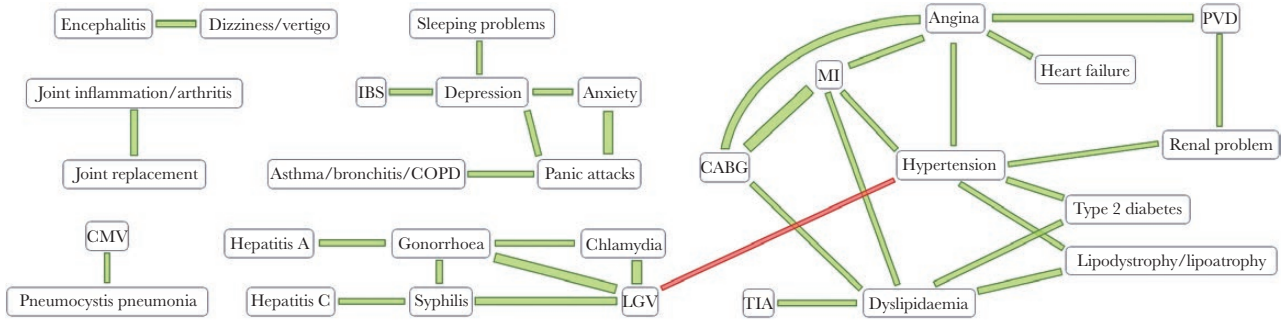 Encephalitis
Dizziness/vertigo
Sleeping problems
Angina
PVD
Joint inflammation/arthritis
IBS
Depression
Anxiety
MI
Heart failure
Joint replacement
Asthma/bronchitis/COPD
Panic attacks
CABG
Hypertension
Renal problem
Type 2 diabetes
CMV
Hepatitis A
Gonorrhoea
Chlamydia
Lipodystrophy/lipoatrophy
Pneumocystis pneumonia
Hepatitis C
Syphilis
LGV
TIA
Dyslipidaemia